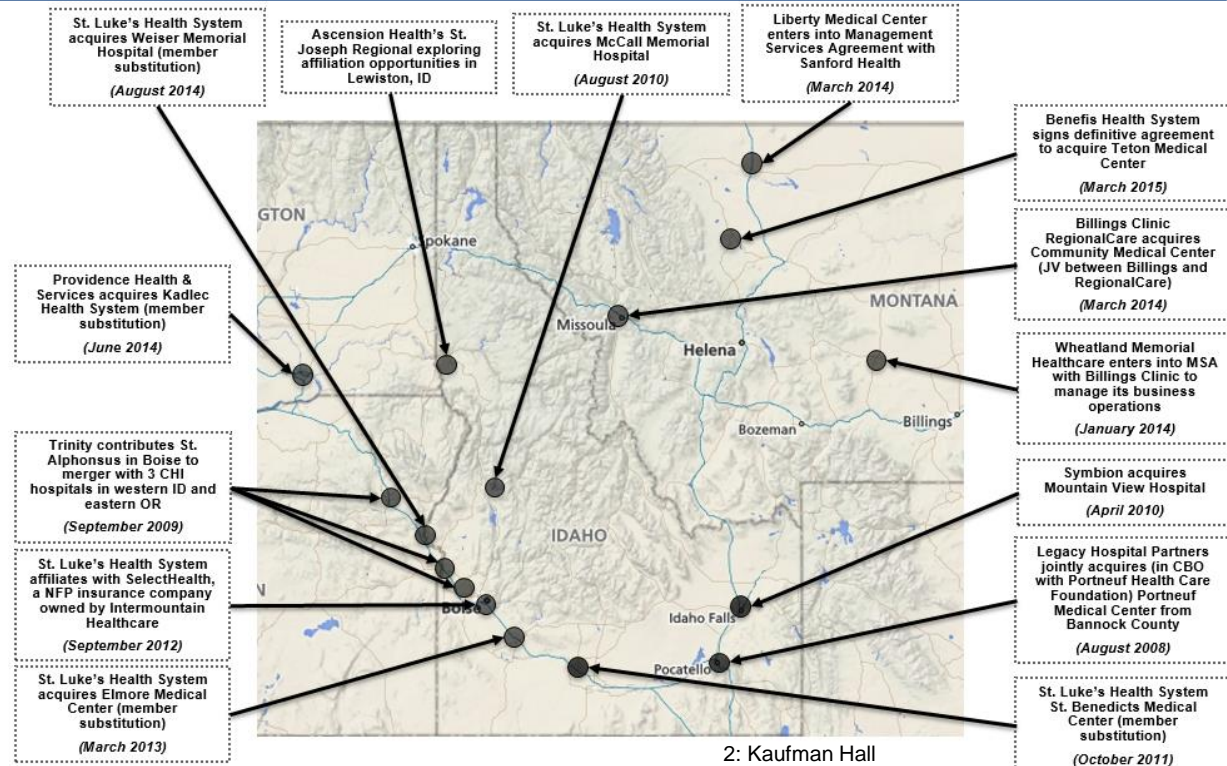 St. Luke's Health System
acquires Weiser Memorial
Hospital (member
substitution)
(August 2014)
Ascension Health's St.
Joseph Regional exploring
affiliation opportunities in
Lewiston, ID
St. Luke's Health System
acquires McCall Memorial
Hospital
(August 2010)
Liberty Medical Center
enters into Management
Services Agreement with
Sanford Health
(March 2014)
Benefis Health System
signs definitive agreement
to acquire Teton Medical
Center
(March 2015)
Billings Clinic
RegionalCare acquires
Community Medical Center
(JV between Billings and
RegionalCare)
(March 2014)
Wheatland Memorial
Healthcare enters into MSA
with Billings Clinic to
manage its business
operations
(January 2014)
Symbion acquires
Mountain View Hospital
(April 2010)
Legacy Hospital Partners
jointly acquires (in CBO
with Portneuf Health Care
Foundation) Portneuf
Medical Center from
Bannock County
(August 2008)
St. Luke's Health System
St. Benedicts Medical
Center (member
substitution)
(October 2011)
Providence Health &
Services acquires Kadlec
Health System (member
substitution)
(June 2014)
Trinity contributes St.
Alphonsus in Boise to
merger with 3 CHI
hospitals in western ID and
eastern OR
(September 2009)
St. Luke's Health System
affiliates with SelectHealth,
a NFP insurance company
owned by Intermountain
Healthcare
(September 2012)
St. Luke's Health System
acquires Elmore Medical
Center (member
substitution)
(March 2013)
GTON
Spokane
MONTANA
Missoula
Helena
Bozeman
Billings
IDAHO
N
Boise
Idaho Falls
Pocatello
2: Kaufman Hall